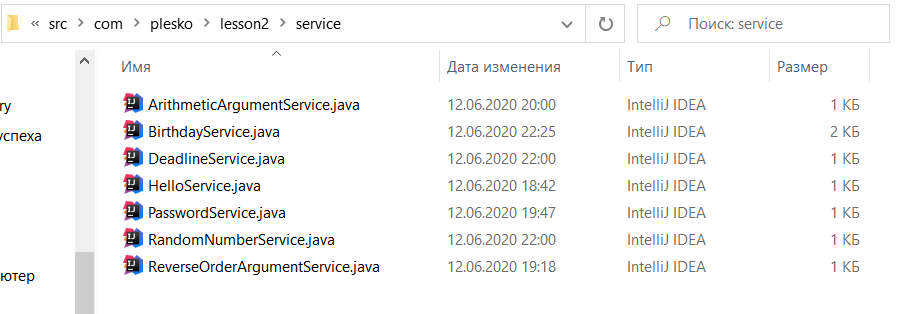 « src > com > plesko > lesson2 > service
Поиск: service
Имя Дата изменения Тип Размер
ArithmeticArgumentService.java 12.06.2020 20:00 IntelliJ IDEA 1 КБ
ry
BirthdayService.java 12.06.2020 22:25 IntelliJ IDEA 2 КБ
успеха
DeadlineService.java 12.06.2020 22:00 IntelliJ IDEA 1 КБ
HelloService.java 12.06.2020 18:42 IntelliJ IDEA 1 КБ
PasswordService.java 12.06.2020 19:47 IntelliJ IDEA 1 КБ
RandomNumberService.java 12.06.2020 22:00 IntelliJ IDEA 1 КБ
ReverseOrderArgumentService.java 12.06.2020 19:18 IntelliJ IDEA 1 КБ
ютер